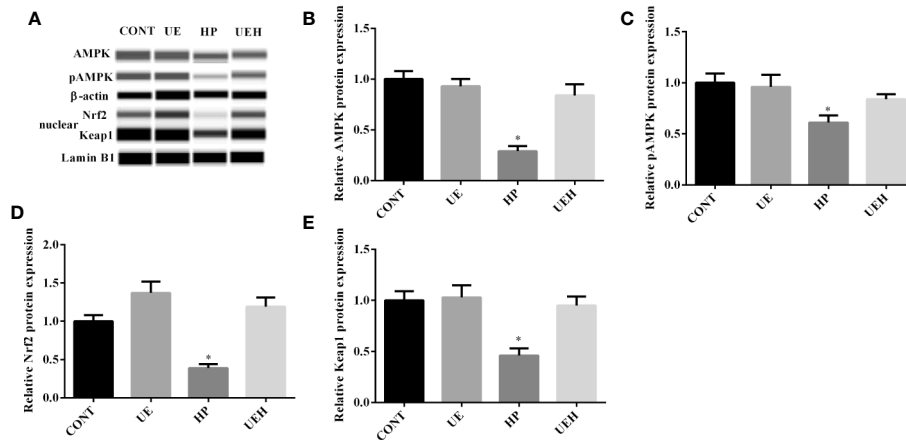 A
CONT UE HP UEH
AMPK
pAMPK
β-actin
Nrf2
nuclear
Keap1
Lamin B1
B
Relative AMPK protein expression
1.5
1.0
0.5
0.0
*
CONT UE HP UEH
C
Relative pAMPK protein expression
1.5
1.0
0.5
0.0
*
CONT UE HP UEH
D
Relative Nrf2 protein expression
2.0
1.5
1.0
0.5
0.0
*
CONT UE HP UEH
E
Relative Keap1 protein expression
1.5
1.0
0.5
0.0
*
CONT UE HP UEH